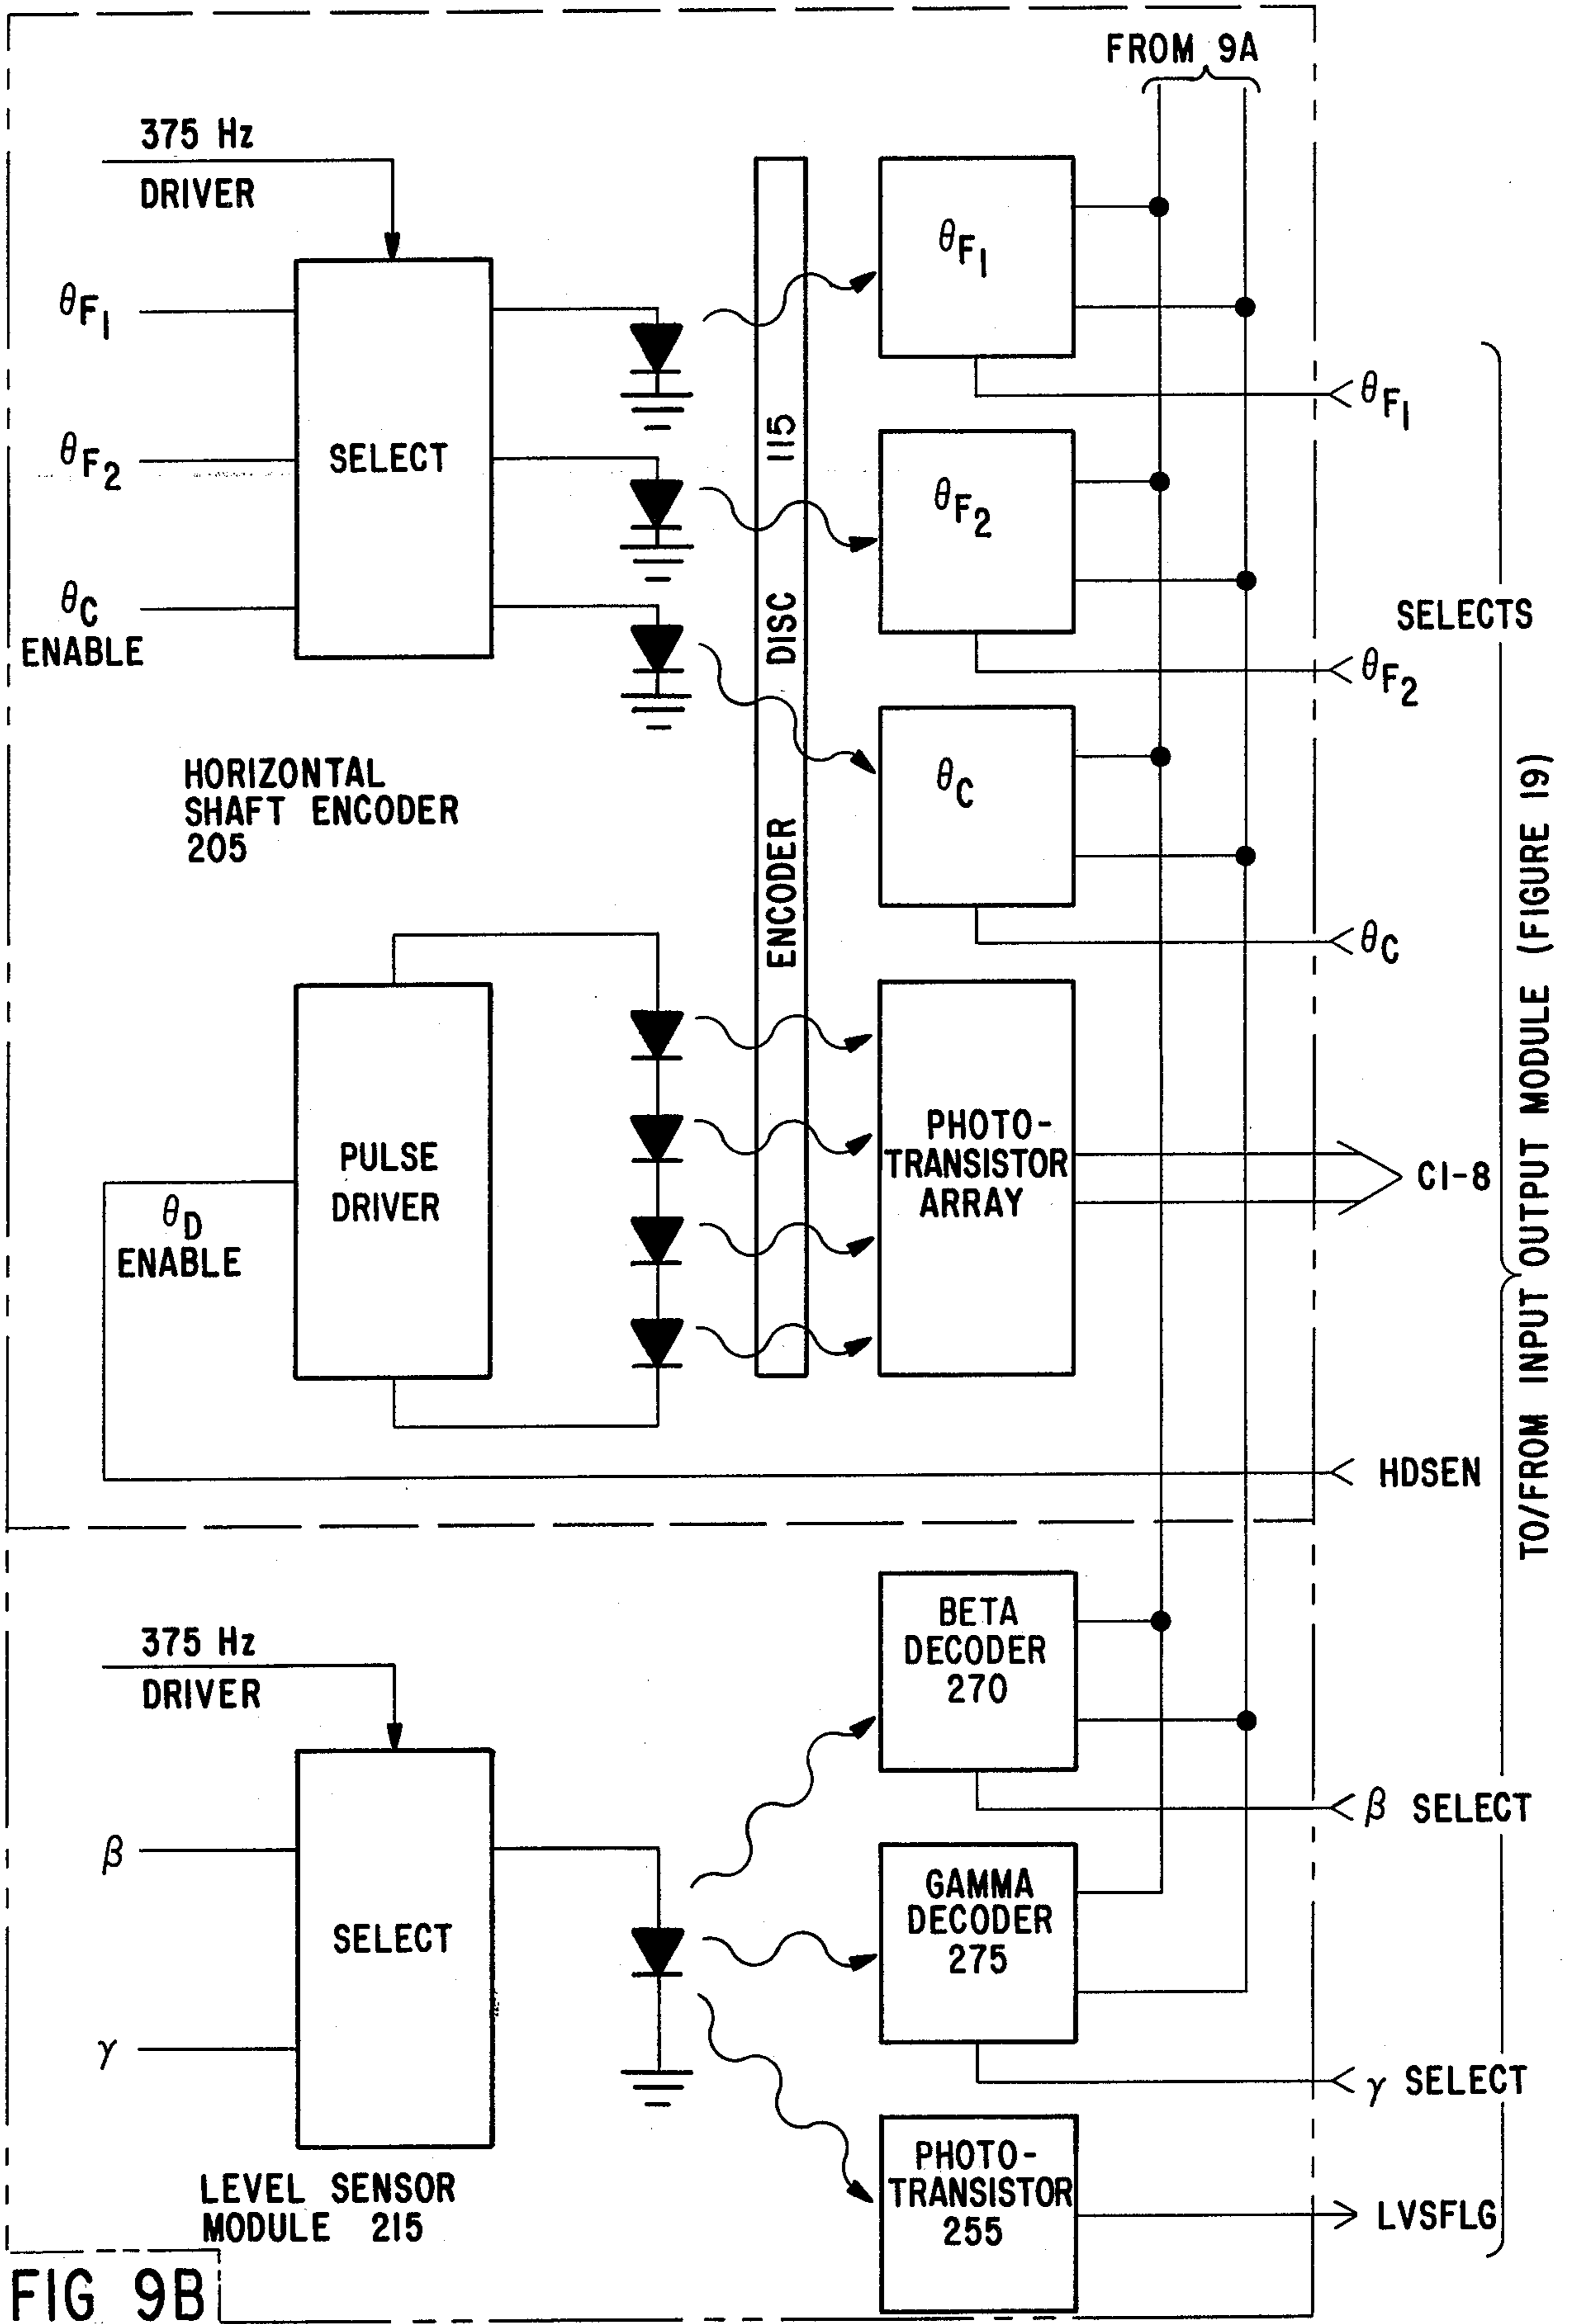 FROM 9A
375 Hz
DRIVER
θF1
θF2
θC
ENABLE
SELECT
HORIZONTAL
SHAFT ENCODER
205
ENCODER DISC 115
θF1
θF2
θC
θF1
θF2
θC
SELECTS
PULSE
DRIVER
θD
ENABLE
PHOTO-
TRANSISTOR
ARRAY
C1-8
HDSEN
TO/FROM INPUT OUTPUT MODULE (FIGURE 19)
375 Hz
DRIVER
β
γ
SELECT
LEVEL SENSOR
MODULE 215
BETA
DECODER
270
β SELECT
GAMMA
DECODER
275
γ SELECT
PHOTO-
TRANSISTOR
255
LVSFLG
FIG 9B